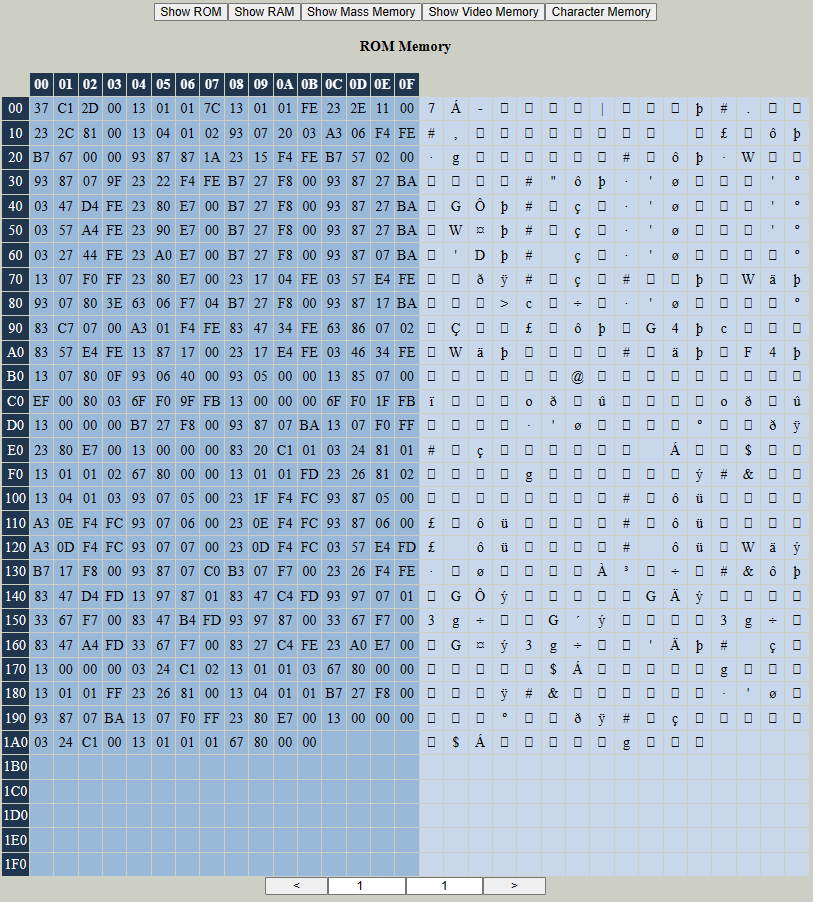 Show ROM Show RAM Show Mass Memory Show Video Memory Character Memory
ROM Memory
00 01 02 03 04 05 06 07 08 09 0A 0B 0C 0D 0E 0F
00 37 C1 2D 00 13 01 01 7C 13 01 01 FE 23 2E 11 00 7 Á - □ □ □ □ | □ □ □ þ # . □ □
10 23 2C 81 00 13 04 01 02 93 07 20 03 A3 06 F4 FE # , □ □ □ □ □ □ □ □ □ £ □ ô þ
20 B7 67 00 00 93 87 87 1A 23 15 F4 FE B7 57 02 00 · g □ □ □ □ □ □ # □ ô þ · W □ □
30 93 87 07 9F 23 22 F4 FE B7 27 F8 00 93 87 27 BA □ □ □ □ # " ô þ · ' ø □ □ □ ' º
40 03 47 D4 FE 23 80 E7 00 B7 27 F8 00 93 87 27 BA □ G Ô þ # □ ç □ · ' ø □ □ □ ' º
50 03 57 A4 FE 23 90 E7 00 B7 27 F8 00 93 87 27 BA □ W ¤ þ # □ ç □ · ' ø □ □ □ ' º
60 03 27 44 FE 23 A0 E7 00 B7 27 F8 00 93 87 07 BA □ ' D þ # ç □ · ' ø □ □ □ □ º
70 13 07 F0 FF 23 80 E7 00 23 17 04 FE 03 57 E4 FE □ □ ð ÿ # □ ç □ # □ □ þ □ W ä þ
80 93 07 80 3E 63 06 F7 04 B7 27 F8 00 93 87 17 BA □ □ □ > c □ ÷ □ · ' ø □ □ □ □ º
90 83 C7 07 00 A3 01 F4 FE 83 47 34 FE 63 86 07 02 □ Ç □ □ £ □ ô þ □ G 4 þ c □ □ □
A0 83 57 E4 FE 13 87 17 00 23 17 E4 FE 03 46 34 FE □ W ä þ □ □ □ □ # □ ä þ □ F 4 þ
B0 13 07 80 0F 93 06 40 00 93 05 00 00 13 85 07 00 □ □ □ □ □ □ @ □ □ □ □ □ □ □ □ □
C0 EF 00 80 03 6F F0 9F FB 13 00 00 00 6F F0 1F FB ï □ □ □ o ð □ û □ □ □ □ o ð □ û
D0 13 00 00 00 B7 27 F8 00 93 87 07 BA 13 07 F0 FF □ □ □ □ · ' ø □ □ □ □ º □ □ ð ÿ
E0 23 80 E7 00 13 00 00 00 83 20 C1 01 03 24 81 01 # □ ç □ □ □ □ □ □ Á □ □ $ □ □
F0 13 01 01 02 67 80 00 00 13 01 01 FD 23 26 81 02 □ □ □ □ g □ □ □ □ □ □ ý # & □ □
100 13 04 01 03 93 07 05 00 23 1F F4 FC 93 87 05 00 □ □ □ □ □ □ □ □ # □ ô ü □ □ □ □
110 A3 0E F4 FC 93 07 06 00 23 0E F4 FC 93 87 06 00 £ □ ô ü □ □ □ □ # □ ô ü □ □ □ □
120 A3 0D F4 FC 93 07 07 00 23 0D F4 FC 03 57 E4 FD £ ô ü □ □ □ □ # ô ü □ W ä ý
130 B7 17 F8 00 93 87 07 C0 B3 07 F7 00 23 26 F4 FE · □ ø □ □ □ □ À ³ □ ÷ □ # & ô þ
140 83 47 D4 FD 13 97 87 01 83 47 C4 FD 93 97 07 01 □ G Ô ý □ □ □ □ □ G Ä ý □ □ □ □
150 33 67 F7 00 83 47 B4 FD 93 97 87 00 33 67 F7 00 3 g ÷ □ □ G ´ ý □ □ □ □ 3 g ÷ □
160 83 47 A4 FD 33 67 F7 00 83 27 C4 FE 23 A0 E7 00 □ G ¤ ý 3 g ÷ □ □ ' Ä þ # ç □
170 13 00 00 00 03 24 C1 02 13 01 01 03 67 80 00 00 □ □ □ □ □ $ Á □ □ □ □ □ g □ □ □
180 13 01 01 FF 23 26 81 00 13 04 01 01 B7 27 F8 00 □ □ □ ÿ # & □ □ □ □ □ □ · ' ø □
190 93 87 07 BA 13 07 F0 FF 23 80 E7 00 13 00 00 00 □ □ □ º □ □ ð ÿ # □ ç □ □ □ □ □
1A0 03 24 C1 00 13 01 01 01 67 80 00 00 □ $ Á □ □ □ □ □ g □ □ □
1B0
1C0
1D0
1E0
1F0
< 1 1 >